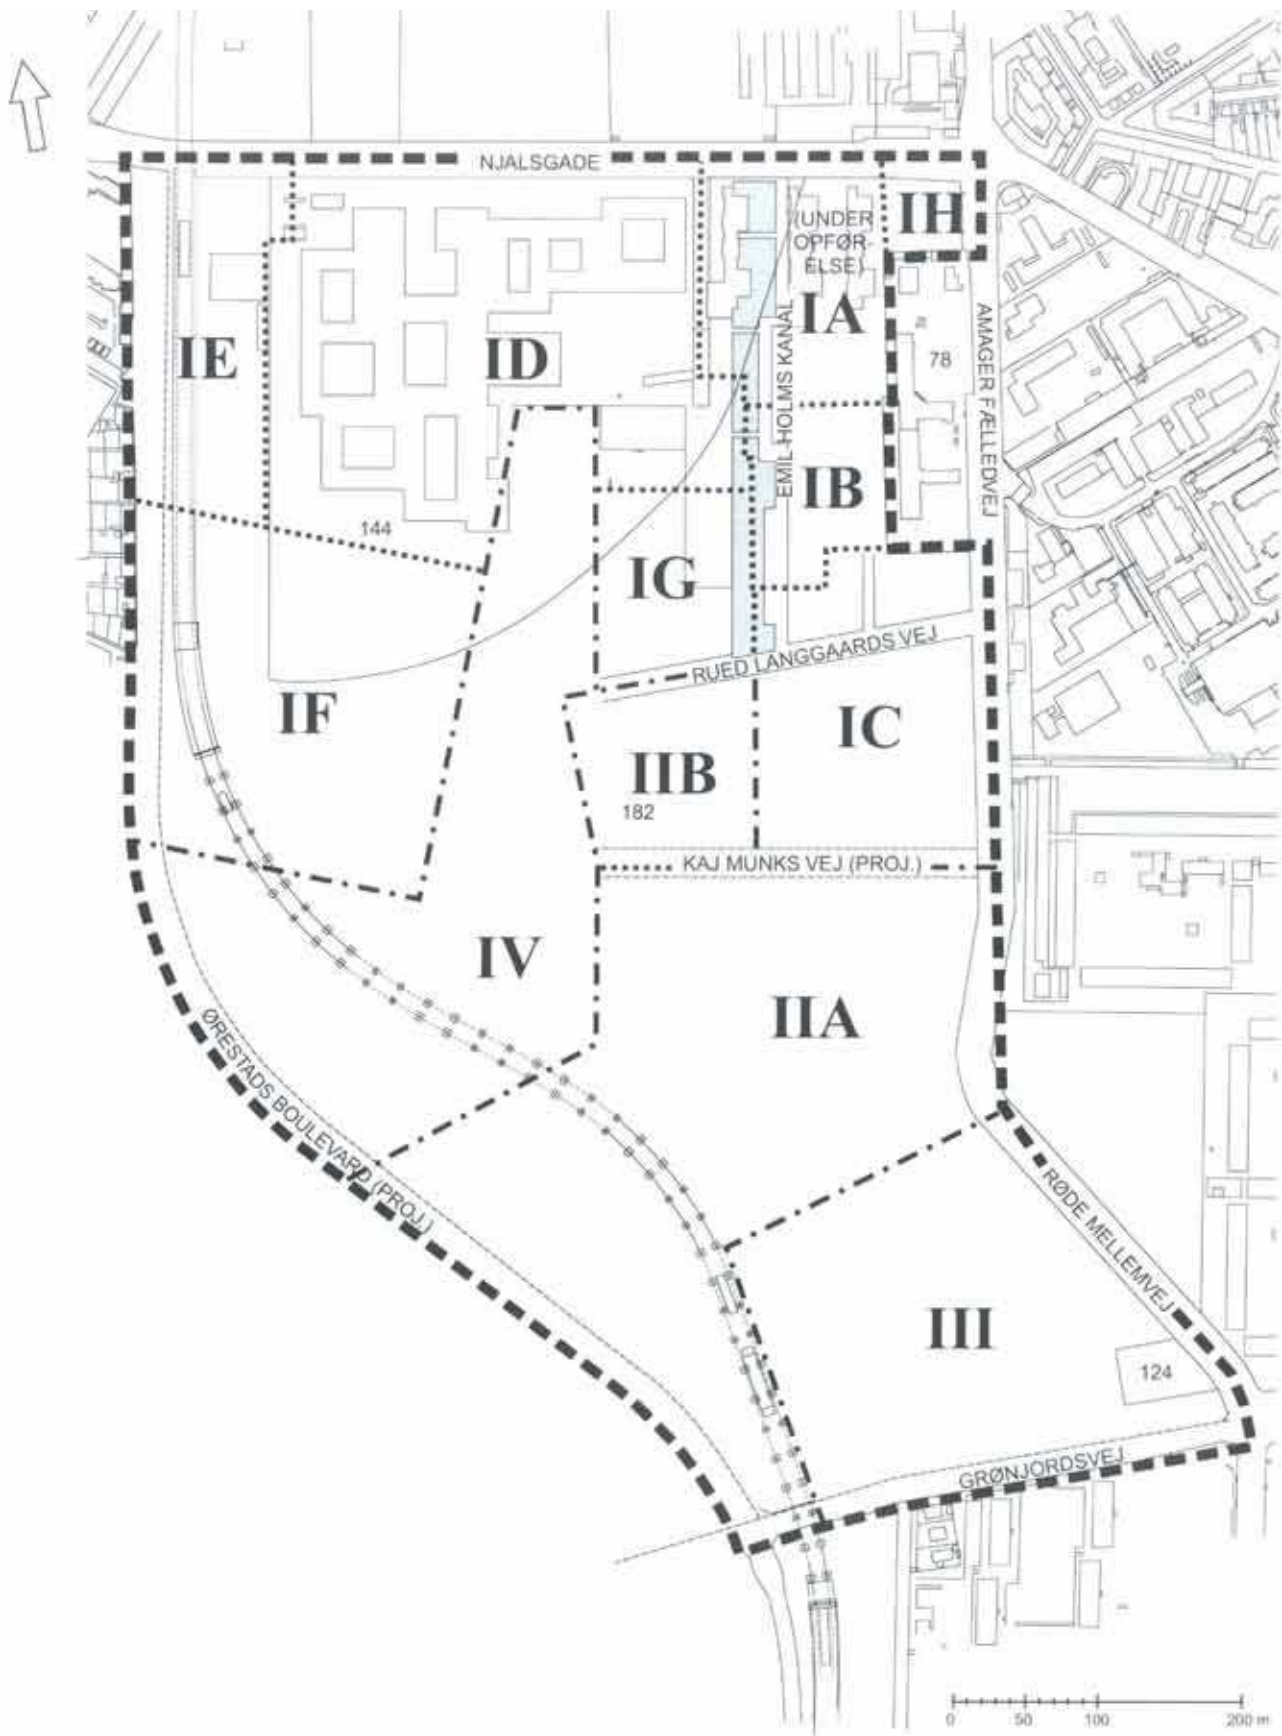 NJALSGADE
IH
(UNDER
OPFØR-
ELSE)
IA
IE
ID
78
EMIL HOLMS KANAL
AMAGER FÆLLEDVEJ
IB
144
IG
RUED LANGGAARDS VEJ
IF
IC
IIB
182
KAJ MUNKS VEJ (PROJ.)
IV
IIA
ØRESTADS BOULEVARD (PROJ.)
RØDE MELLEMVEJ
III
124
GRØNJORDSVEJ
0 50 100 200 m